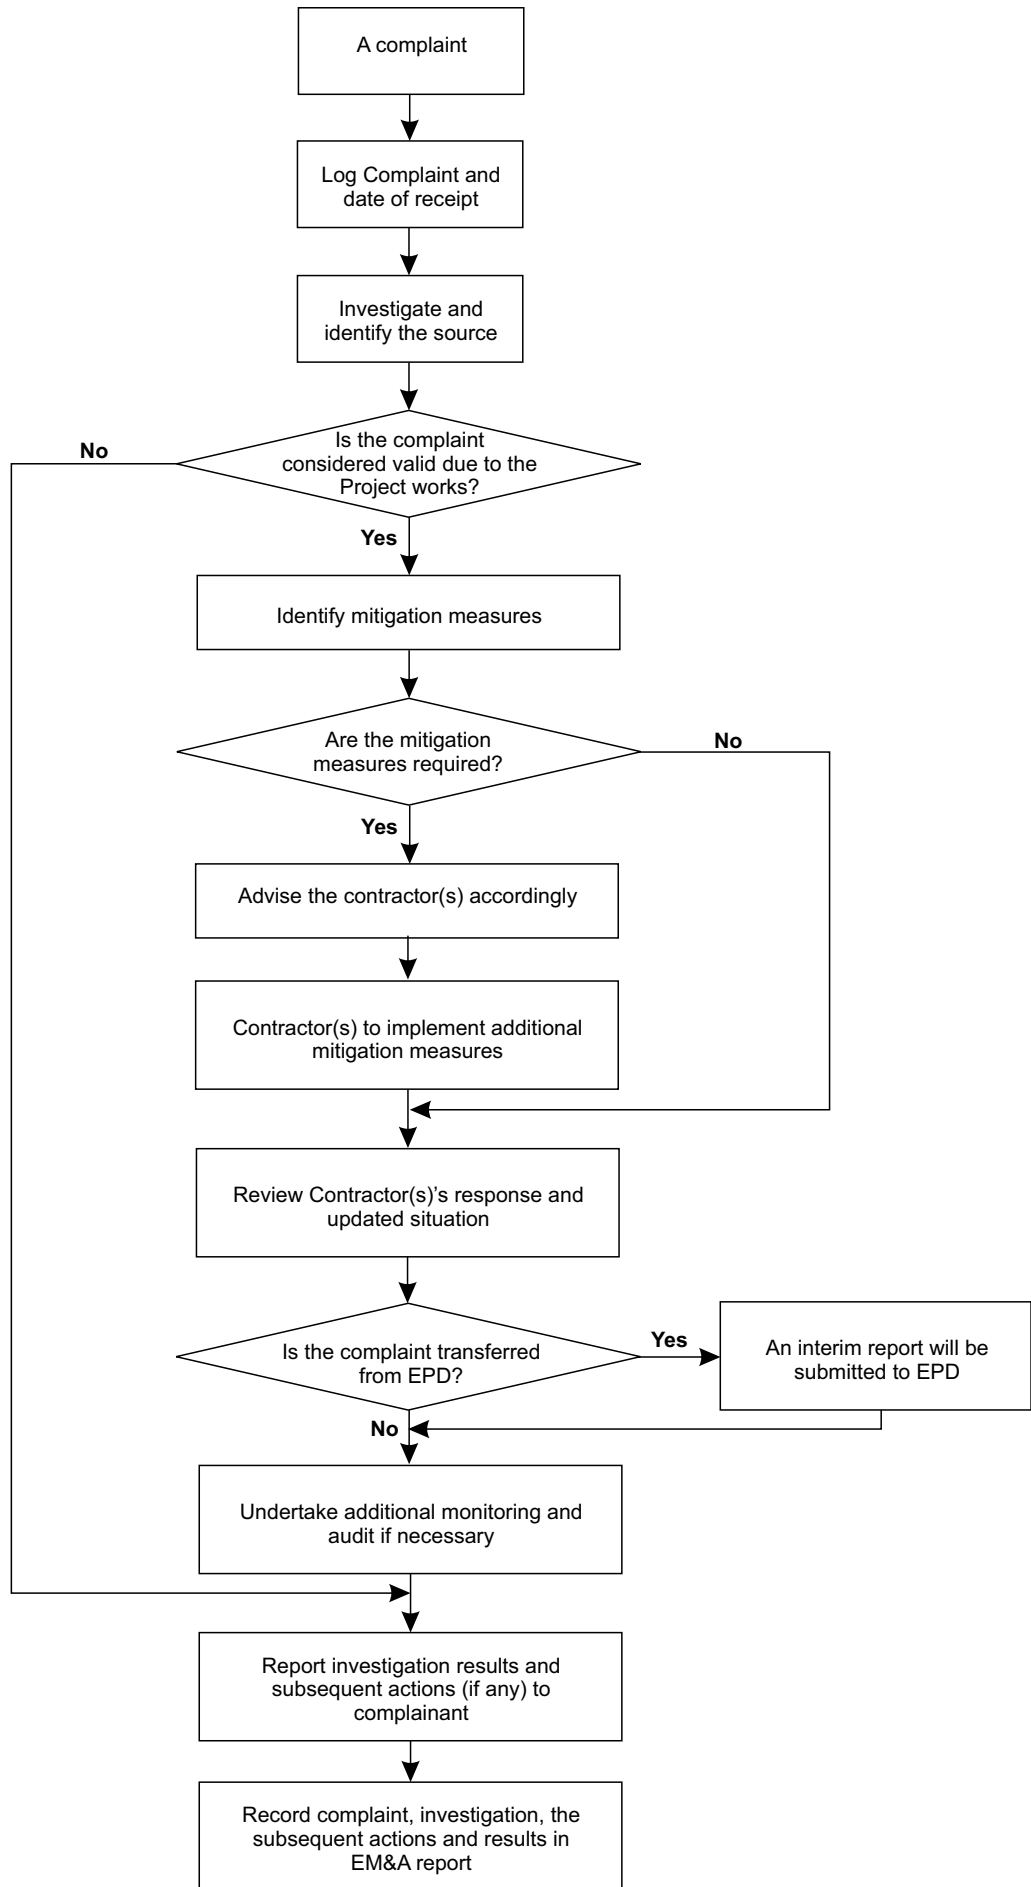 A complaint
Log Complaint and
date of receipt
Investigate and
identify the source
Is the complaint
considered valid due to the
Project works?
No
Yes
Identify mitigation measures
Are the mitigation
measures required?
No
Yes
Advise the contractor(s) accordingly
Contractor(s) to implement additional
mitigation measures
Review Contractor(s)'s response and
updated situation
Is the complaint transferred
from EPD?
Yes
An interim report will be
submitted to EPD
No
Undertake additional monitoring and
audit if necessary
Report investigation results and
subsequent actions (if any) to
complainant
Record complaint, investigation, the
subsequent actions and results in
EM&A report